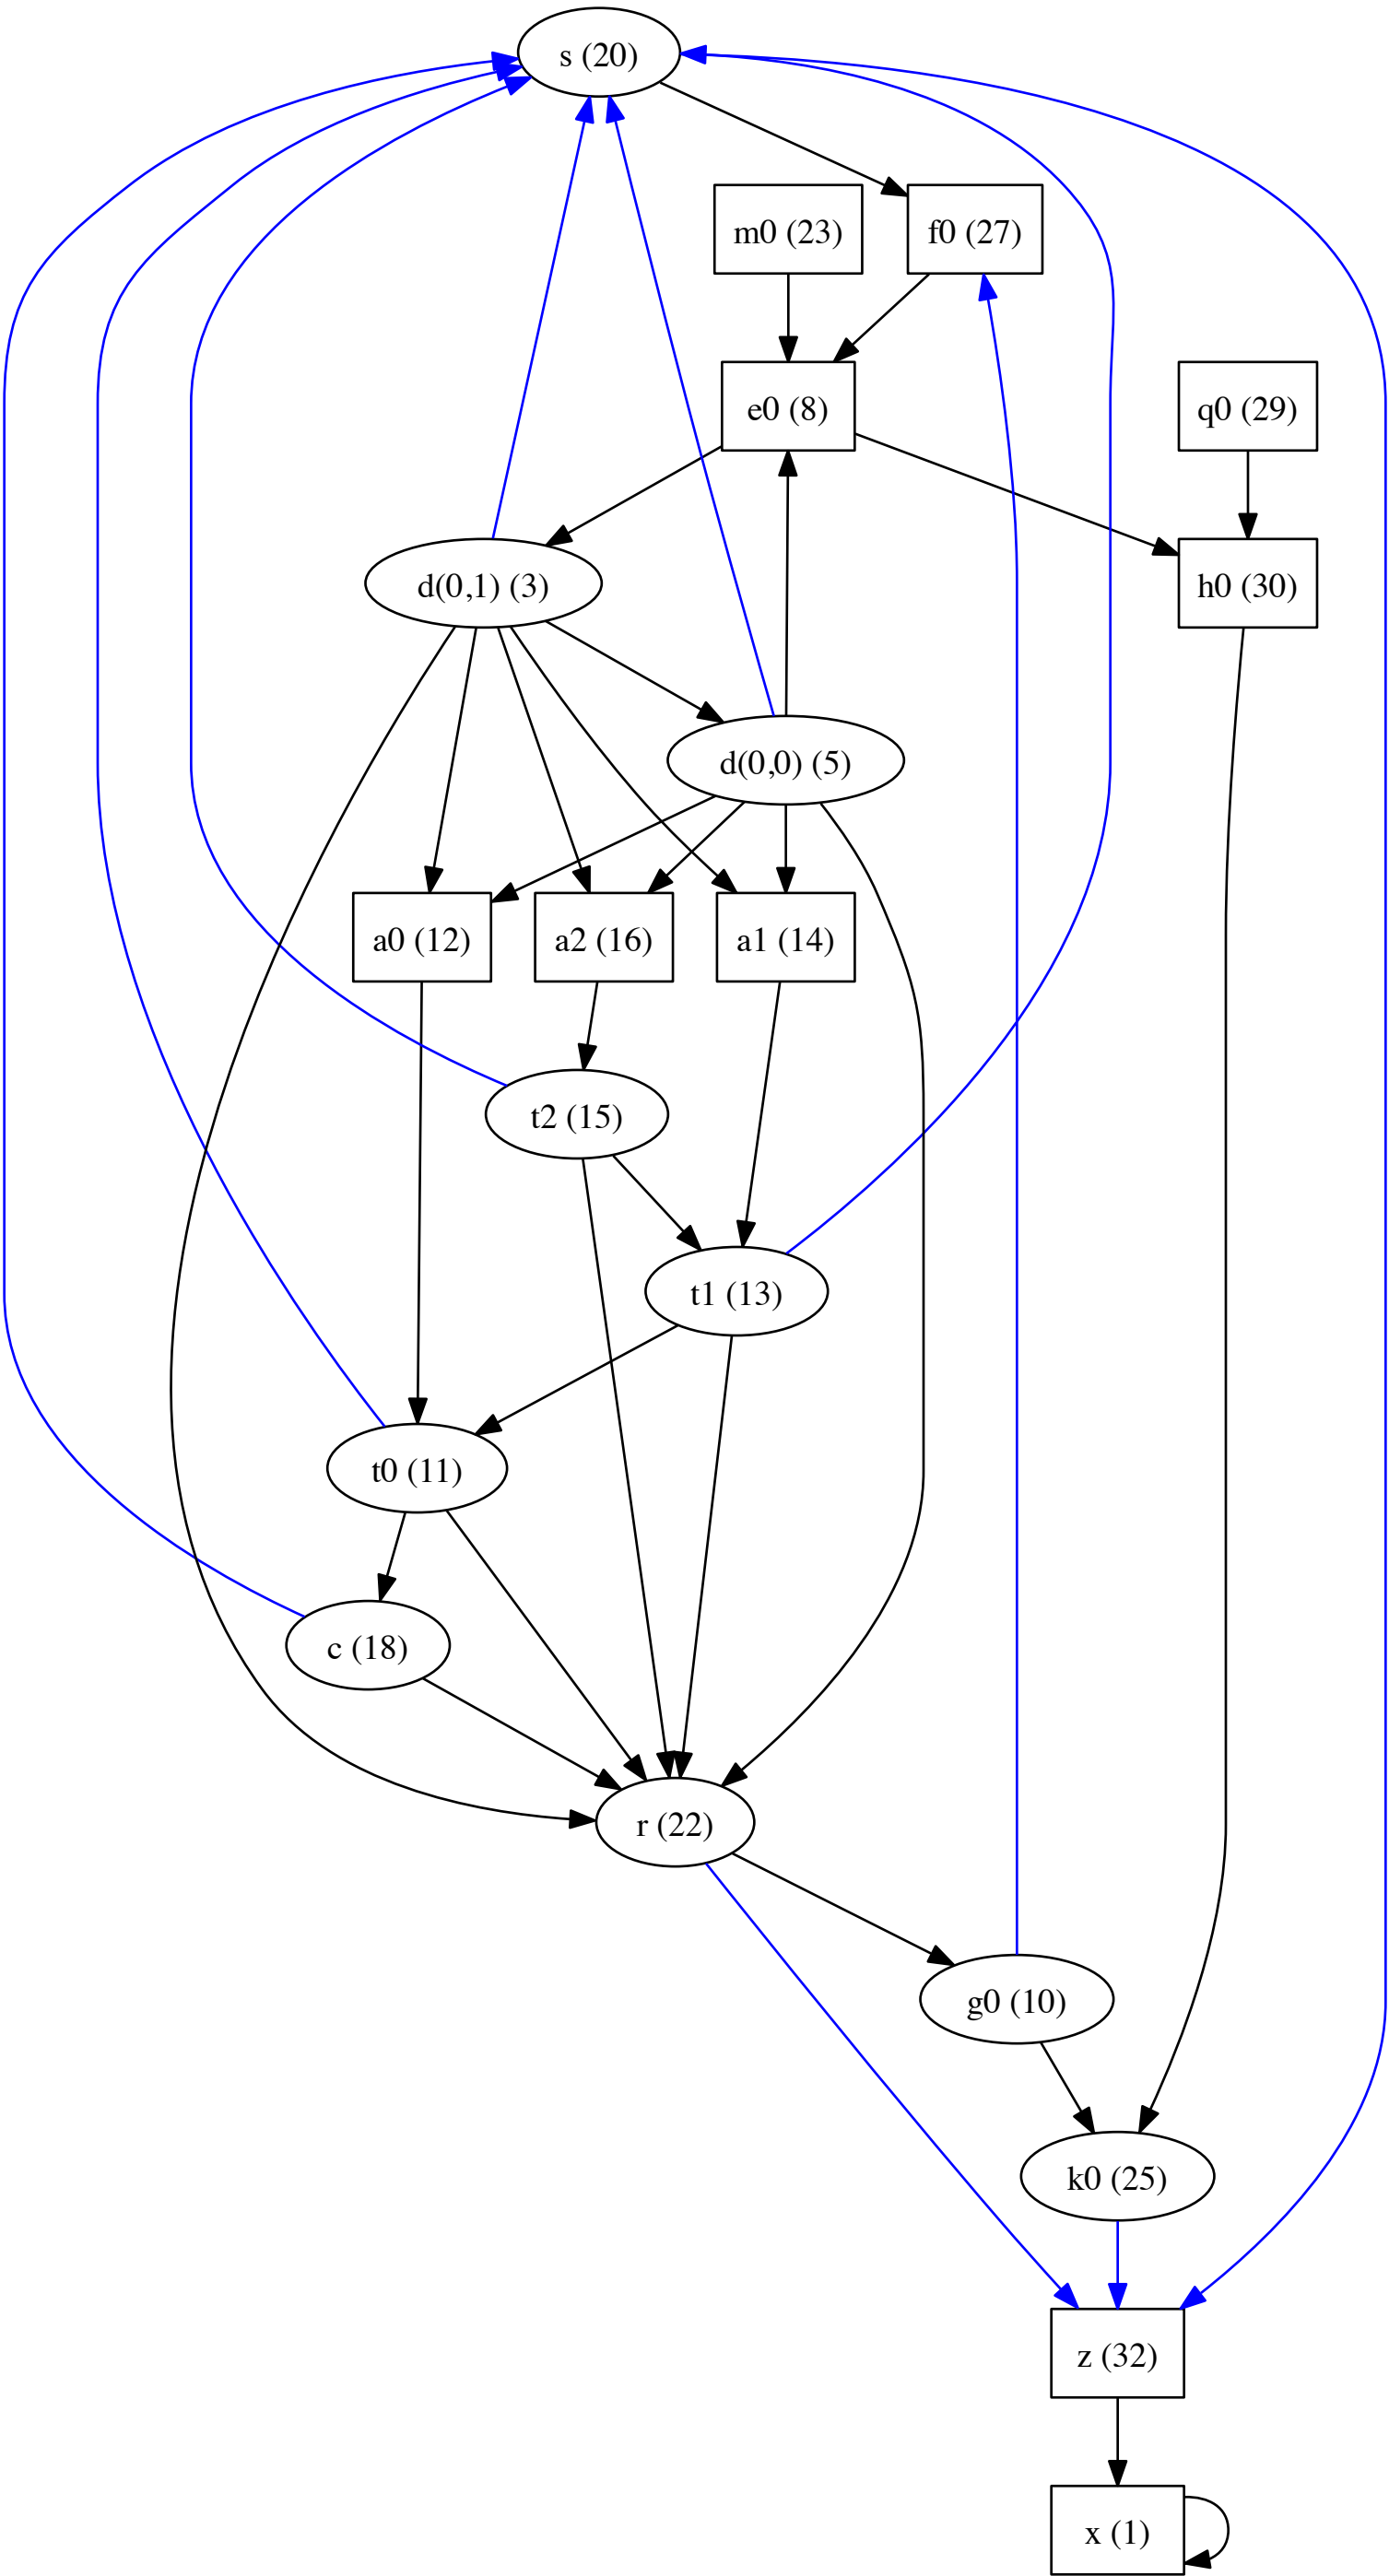 s (20)
m0 (23)
f0 (27)
e0 (8)
q0 (29)
d(0,1) (3)
h0 (30)
d(0,0) (5)
a0 (12)
a2 (16)
a1 (14)
t2 (15)
t1 (13)
t0 (11)
c (18)
r (22)
g0 (10)
k0 (25)
z (32)
x (1)